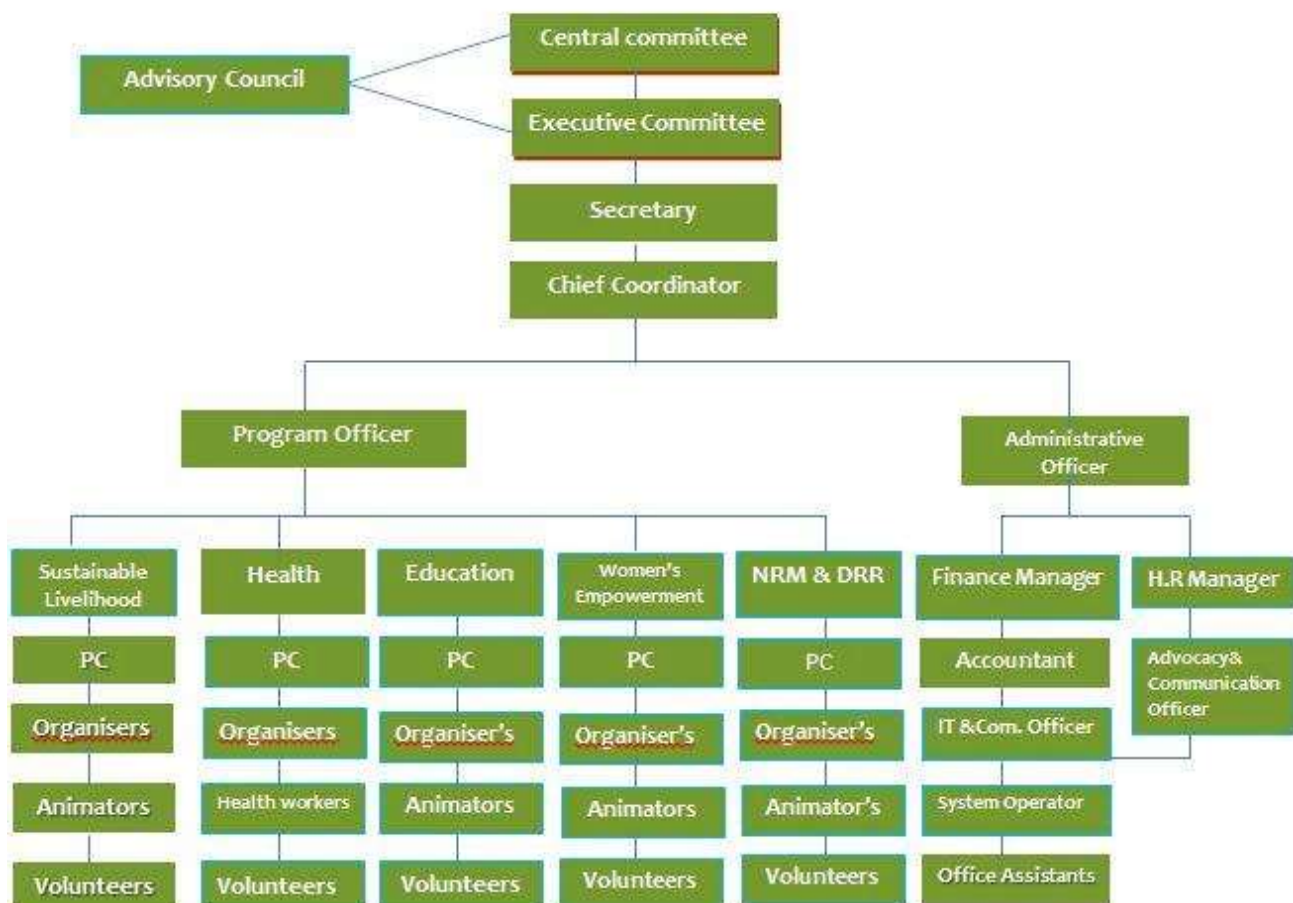 Central committee
Advisory Council
Executive Committee
Secretary
Chief Coordinator
Program Officer
Administrative
Officer
Sustainable
Livelihood
Health
Education
Women's
Empowerment
NRM & DRR
Finance Manager
H.R Manager
PC
PC
PC
PC
PC
Accountant
Advocacy&
Communication
Officer
Organisers
Organisers
Organiser's
Organiser's
Organiser's
IT &Com. Officer
Animators
Health workers
Animators
Animators
Animator's
System Operator
Volunteers
Volunteers
Volunteers
Volunteers
Volunteers
Office Assistants